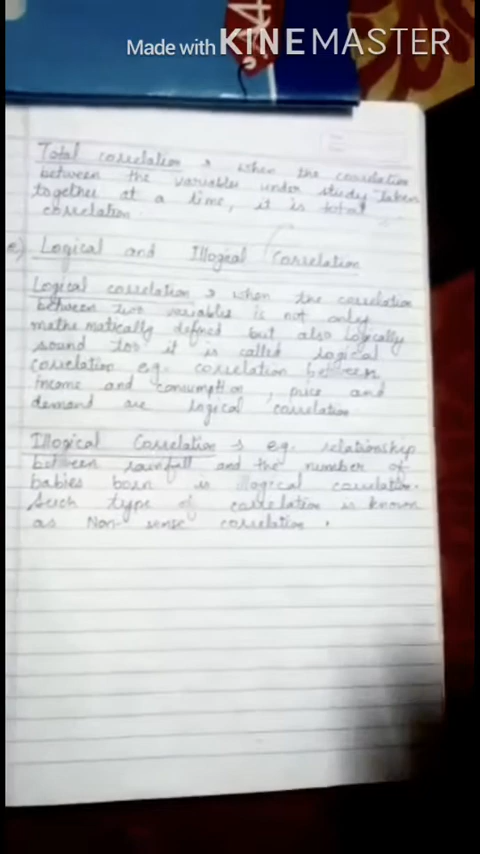 Made with KINEMASTER
Total correlation → when the correlation
between the variables under study taken
together at a time, it is total
correlation.
e) Logical and Illogical Correlation
Logical correlation → when the correlation
between two variables is not only
mathematically defined but also logically
sound too it is called logical
correlation e.g. correlation between
income and consumption, price and
demand are logical correlation
Illogical Correlation → eg. relationship
between rainfall and the number of
babies born is illogical correlation.
Such type of correlation is known
as Non-sense correlation.